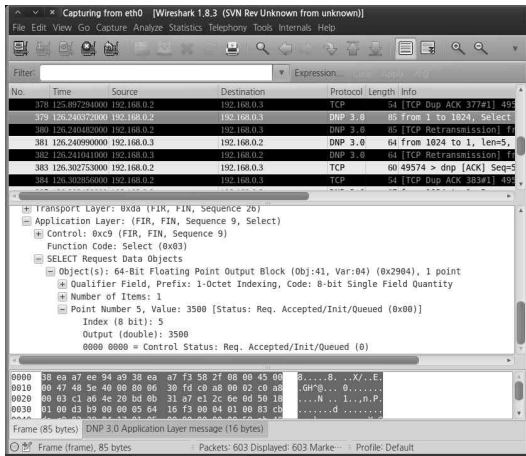 Capturing from eth0 [Wireshark 1.8.3 (SVN Rev Unknown from unknown)]
File Edit View Go Capture Analyze Statistics Telephony Tools Internals Help
Filter: Expression... Clear Apply
No. Time Source Destination Protocol Length Info
378 125.897294000 192.168.0.2 192.168.0.3 TCP 54 [TCP Dup ACK 377#1] 495
379 126.240372000 192.168.0.2 192.168.0.3 DNP 3.0 85 from 1 to 1024, Select
380 126.240482000 192.168.0.2 192.168.0.3 DNP 3.0 85 [TCP Retransmission] fr
381 126.240990000 192.168.0.2 192.168.0.3 DNP 3.0 64 from 1024 to 1, len=5,
382 126.241041000 192.168.0.2 192.168.0.3 DNP 3.0 64 [TCP Retransmission] fr
383 126.302753000 192.168.0.2 192.168.0.3 TCP 60 49574 > dnp [ACK] Seq=5
384 126.302856000 192.168.0.2 192.168.0.3 TCP 54 [TCP Dup ACK 383#1] 495
Transport Layer: 0xda (FIR, FIN, Sequence 26)
Application Layer: (FIR, FIN, Sequence 9, Select)
Control: 0xc9 (FIR, FIN, Sequence 9)
Function Code: Select (0x03)
SELECT Request Data Objects
Object(s): 64-Bit Floating Point Output Block (Obj:41, Var:04) (0x2904), 1 point
Qualifier Field, Prefix: 1-Octet Indexing, Code: 8-bit Single Field Quantity
Number of Items: 1
Point Number 5, Value: 3500 [Status: Req. Accepted/Init/Queued (0x00)]
Index (8 bit): 5
Output (double): 3500
0000 0000 = Control Status: Req. Accepted/Init/Queued (0)
0000 38 ea a7 ee 94 a9 38 ea a7 f3 58 2f 08 00 45 00 8.....8. ..X/..E.
0010 00 47 48 5e 40 00 80 06 30 fd c0 a8 00 02 c0 a8 .GH^@... 0.......
0020 00 03 c1 a6 4e 20 bd 0b 31 a7 e1 2c 6e 0d 50 18 ....N .. 1..,n.P.
0030 01 00 d3 b9 00 00 05 64 16 f3 00 04 01 00 83 cb .......d ........
Frame (85 bytes) DNP 3.0 Application Layer message (16 bytes)
Frame (frame), 85 bytes Packets: 603 Displayed: 603 Marke··· Profile: Default